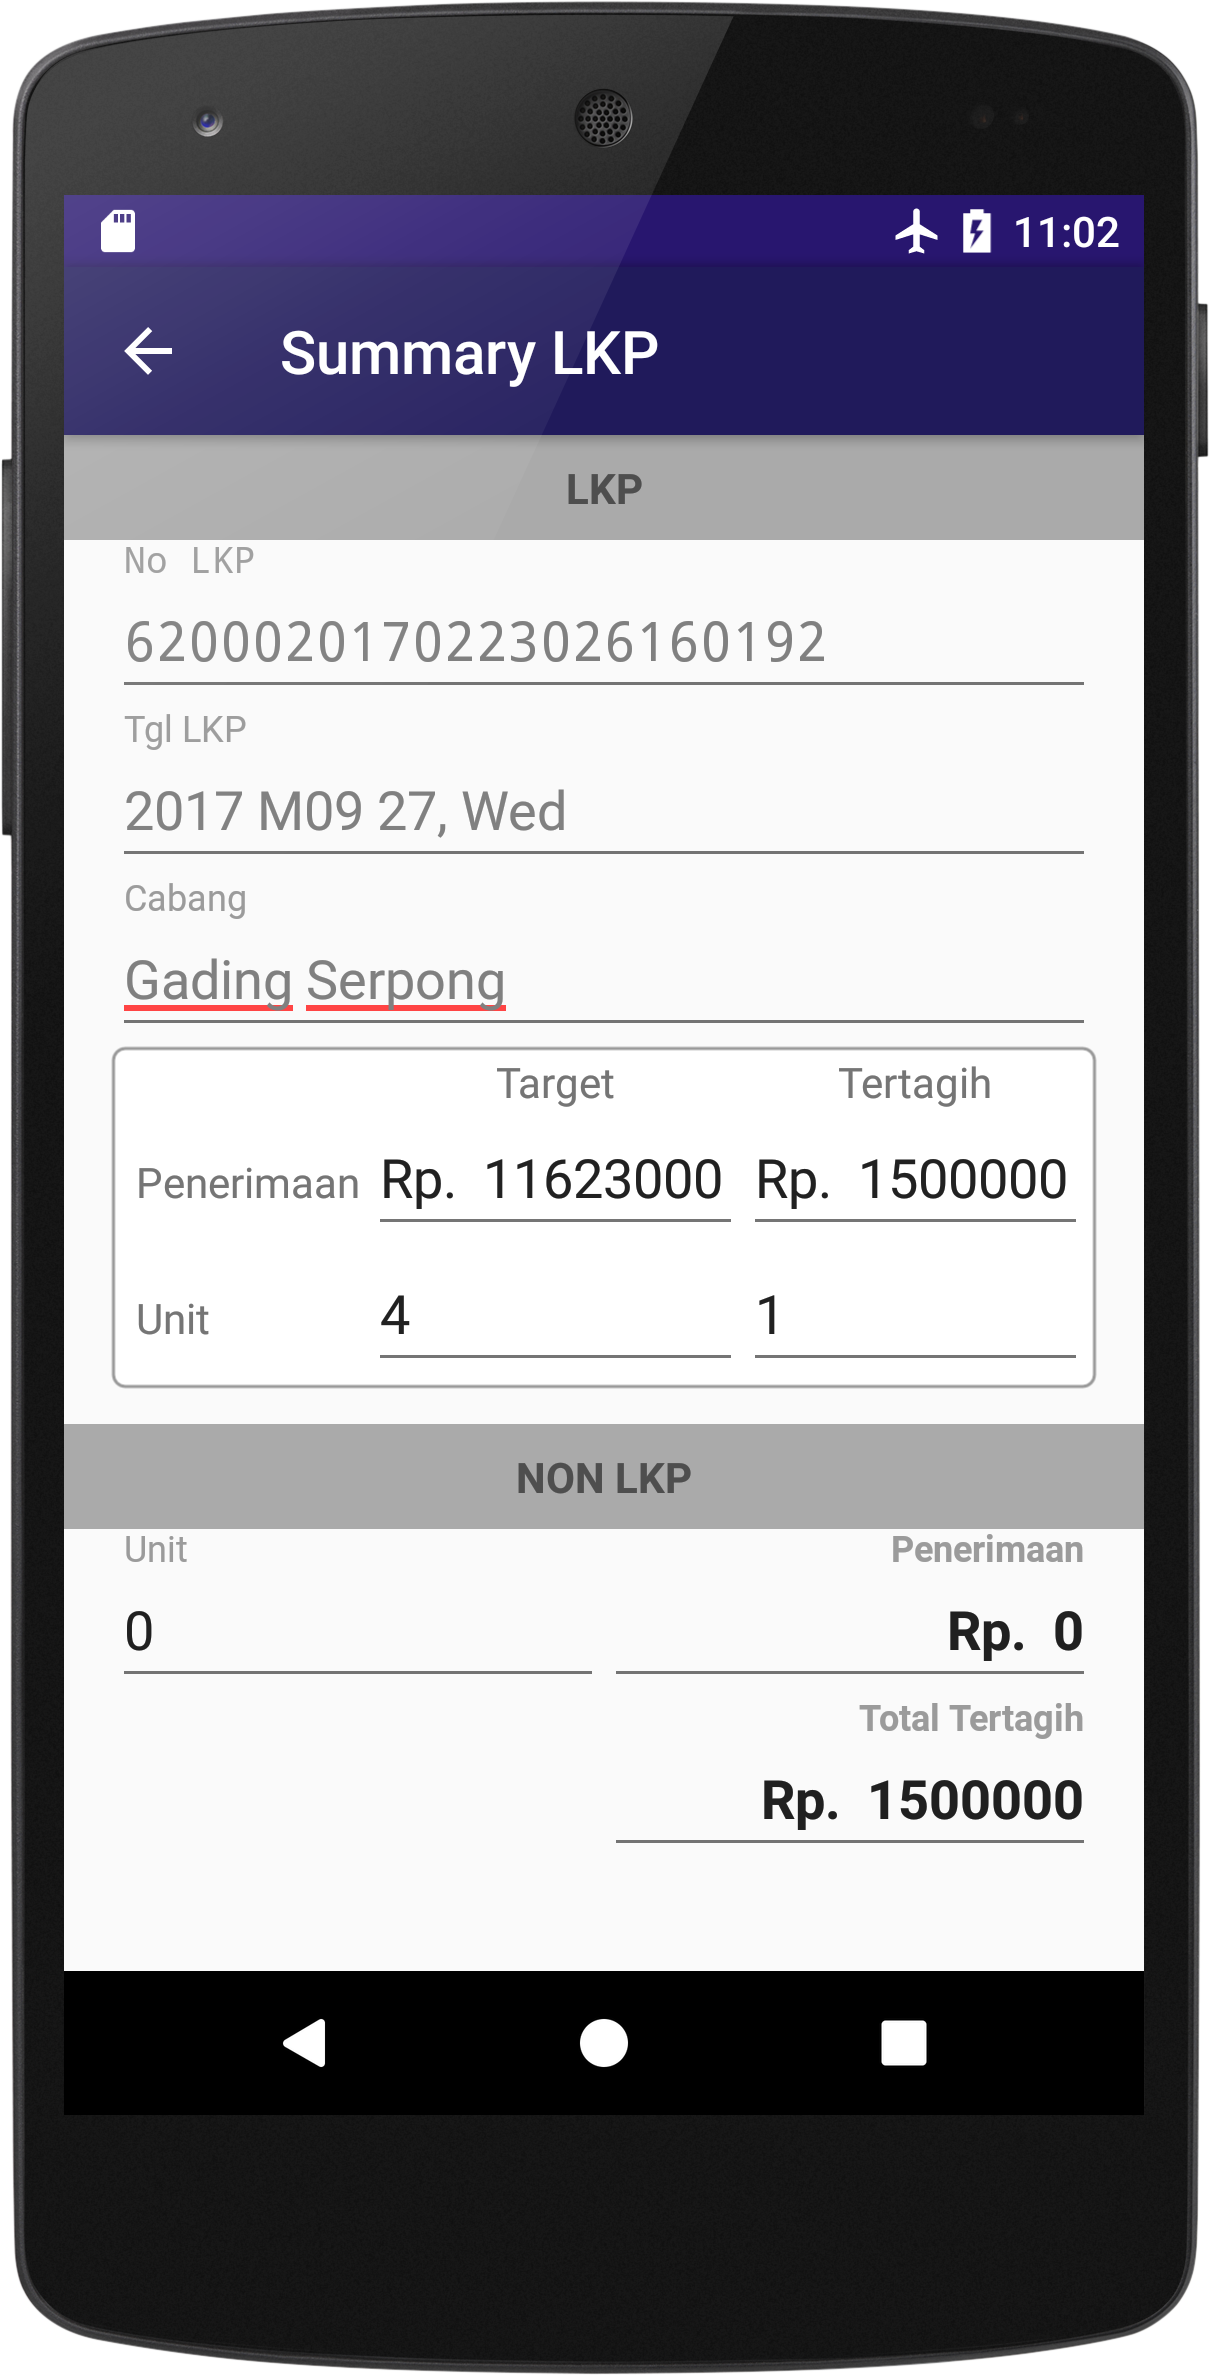 11:02
Summary LKP
LKP
No LKP
6200020170223026160192
Tgl LKP
2017 M09 27, Wed
Cabang
Gading Serpong
Target Tertagih
Penerimaan Rp. 11623000 Rp. 1500000
Unit 4 1
NON LKP
Unit Penerimaan
0 Rp. 0
Total Tertagih
Rp. 1500000